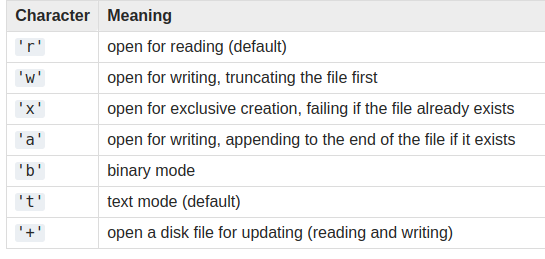 Character Meaning
'r' open for reading (default)
'w' open for writing, truncating the file first
'x' open for exclusive creation, failing if the file already exists
'a' open for writing, appending to the end of the file if it exists
'b' binary mode
't' text mode (default)
'+' open a disk file for updating (reading and writing)